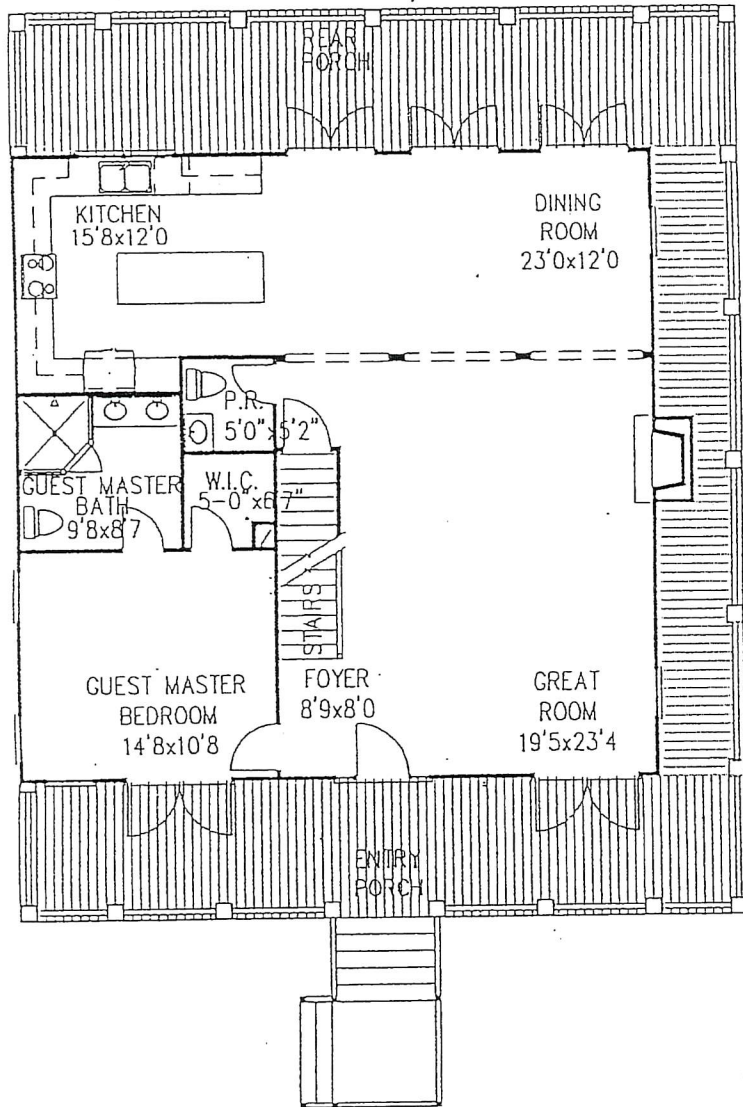 REAR
PORCH
KITCHEN
15'8x12'0
DINING
ROOM
23'0x12'0
P.R.
5'0"x5'2"
W.I.C.
5-0"x6'7"
GUEST MASTER
BATH
9'8x8'7
STAIRS
GUEST MASTER
BEDROOM
14'8x10'8
FOYER
8'9x8'0
GREAT
ROOM
19'5x23'4
ENTRY
PORCH